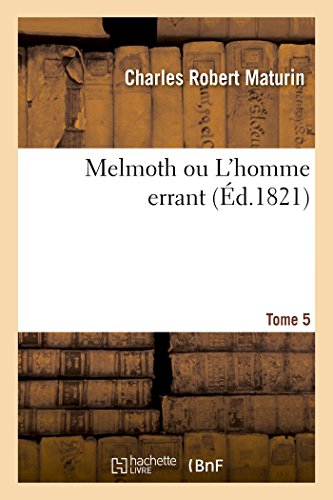 Charles Robert Maturin
Melmoth ou L'homme
errant (Éd.1821)
Tome 5
hachette
LIVRE
{BnF